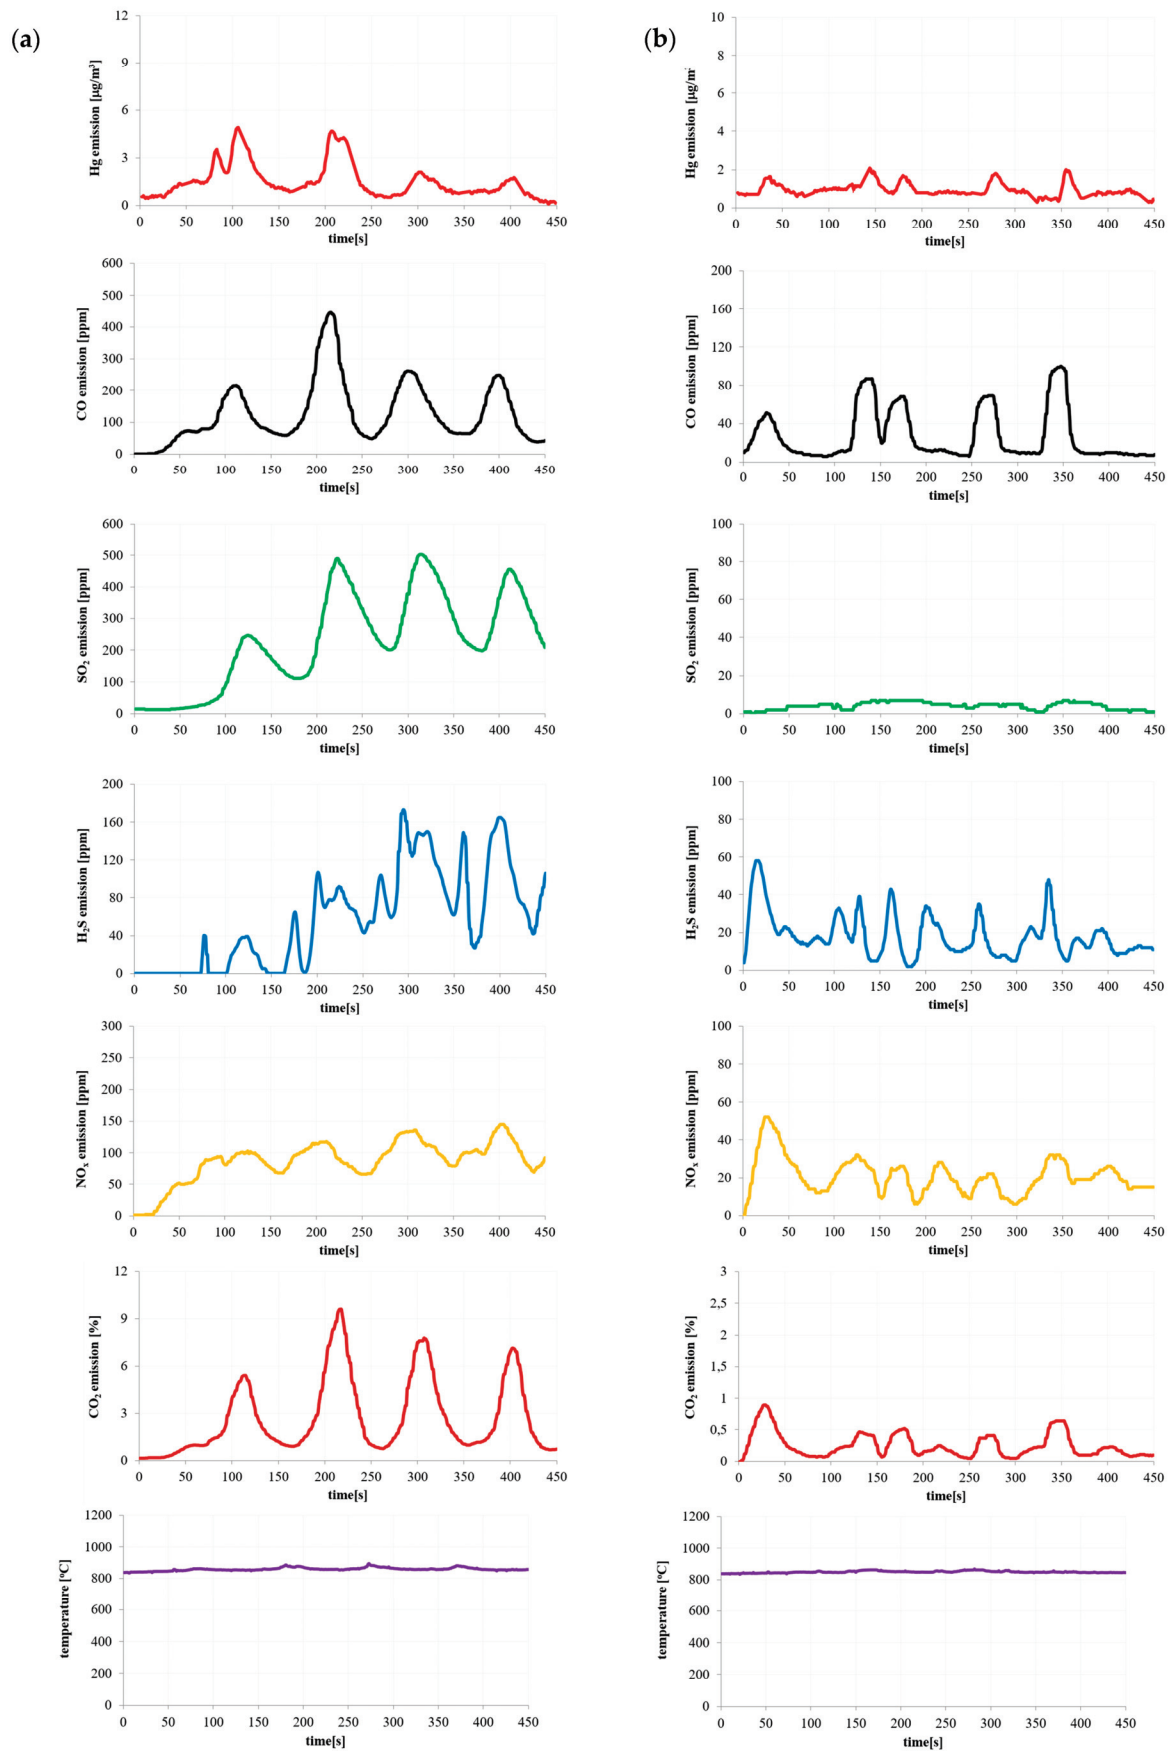 (a)
12
9
6
3
0
Hg emission [µg/m³]
0 50 100 150 200 250 300 350 400 450
time[s]
(b)
10
8
6
4
2
0
Hg emission [µg/m
0 50 100 150 200 250 300 350 400 450
time[s]
600
500
400
300
200
100
0
CO emission [ppm]
0 50 100 150 200 250 300 350 400 450
time[s]
200
160
120
80
40
0
CO emission [ppm]
0 50 100 150 200 250 300 350 400 450
time[s]
600
500
400
300
200
100
0
SO₂ emission [ppm]
0 50 100 150 200 250 300 350 400 450
time[s]
100
80
60
40
20
0
SO₂ emission [ppm]
0 50 100 150 200 250 300 350 400 450
time[s]
200
160
120
80
40
0
H₂S emission [ppm]
0 50 100 150 200 250 300 350 400 450
time[s]
100
80
60
40
20
0
H₂S emission [ppm]
0 50 100 150 200 250 300 350 400 450
time[s]
300
250
200
150
100
50
0
NOₓ emission [ppm]
0 50 100 150 200 250 300 350 400 450
time[s]
100
80
60
40
20
0
NOₓ emission [ppm]
0 50 100 150 200 250 300 350 400 450
time[s]
12
9
6
3
0
CO₂ emission [%]
0 50 100 150 200 250 300 350 400 450
time[s]
3
2,5
2
1,5
1
0,5
0
CO₂ emission [%]
0 50 100 150 200 250 300 350 400 450
time[s]
1200
1000
800
600
400
200
0
temperature [°C]
0 50 100 150 200 250 300 350 400 450
time[s]
1200
1000
800
600
400
200
0
temperature [°C]
0 50 100 150 200 250 300 350 400 450
time[s]